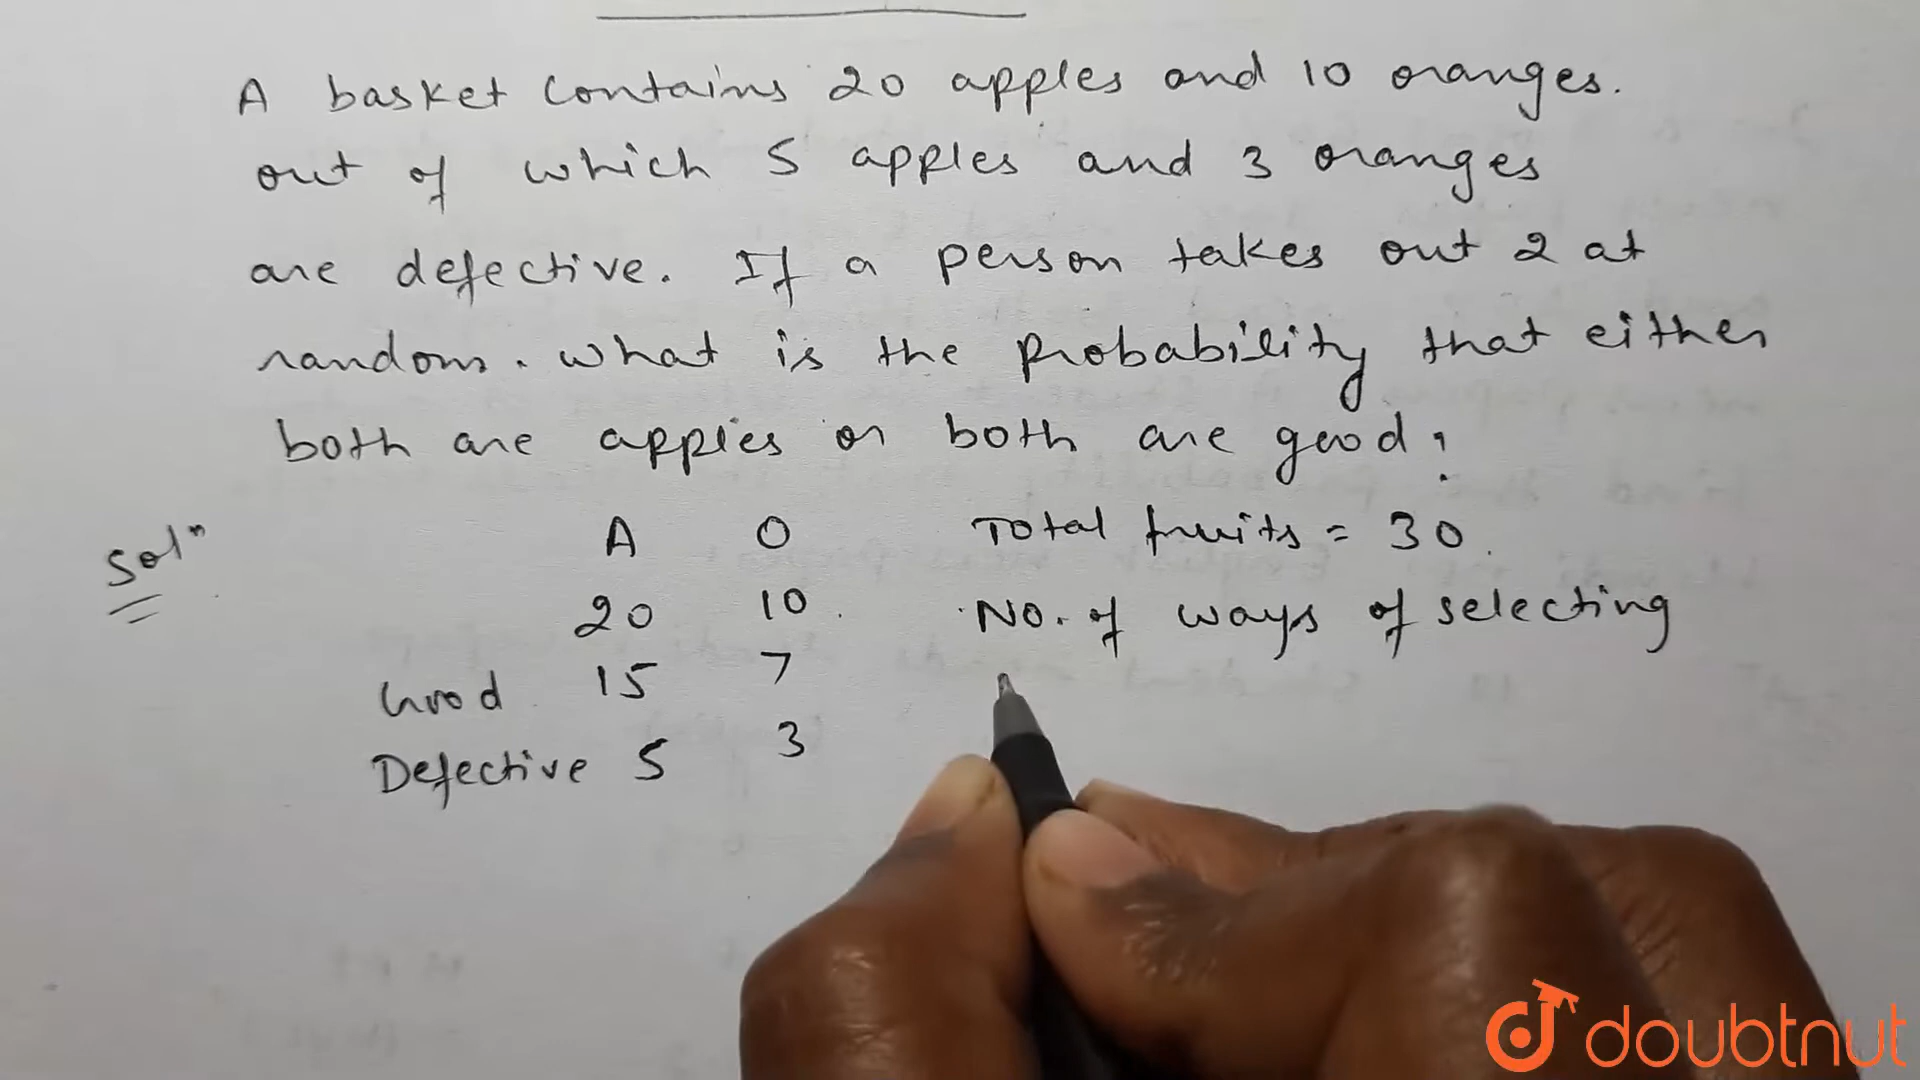 A basket contains 20 apples and 10 oranges.
out of which 5 apples and 3 oranges
are defective. If a person takes out 2 at
random. what is the probability that either
both are apples or both are good?
Solⁿ
A O
20 10
Good 15 7
Defective 5 3
Total fruits = 30.
No. of ways of selecting
doubtnut